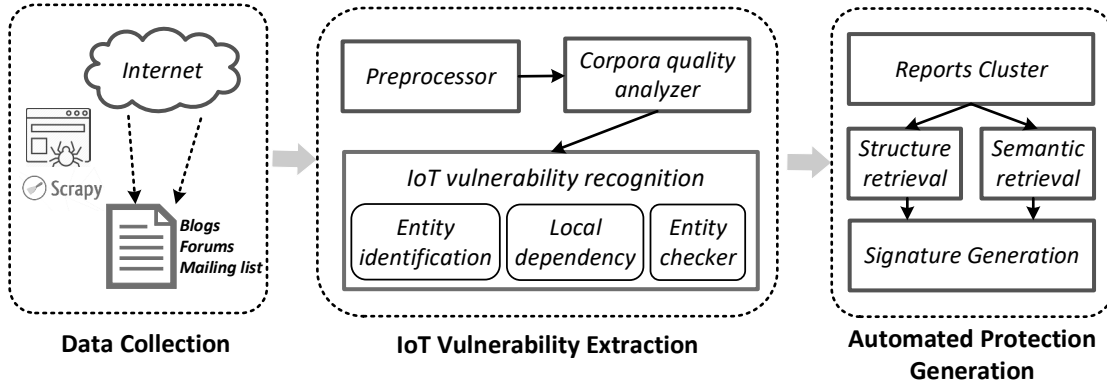 Internet
Scrapy
Blogs
Forums
Mailing list
Data Collection
Preprocessor
Corpora quality
analyzer
IoT vulnerability recognition
Entity
identification
Local
dependency
Entity
checker
IoT Vulnerability Extraction
Reports Cluster
Structure
retrieval
Semantic
retrieval
Signature Generation
Automated Protection
Generation